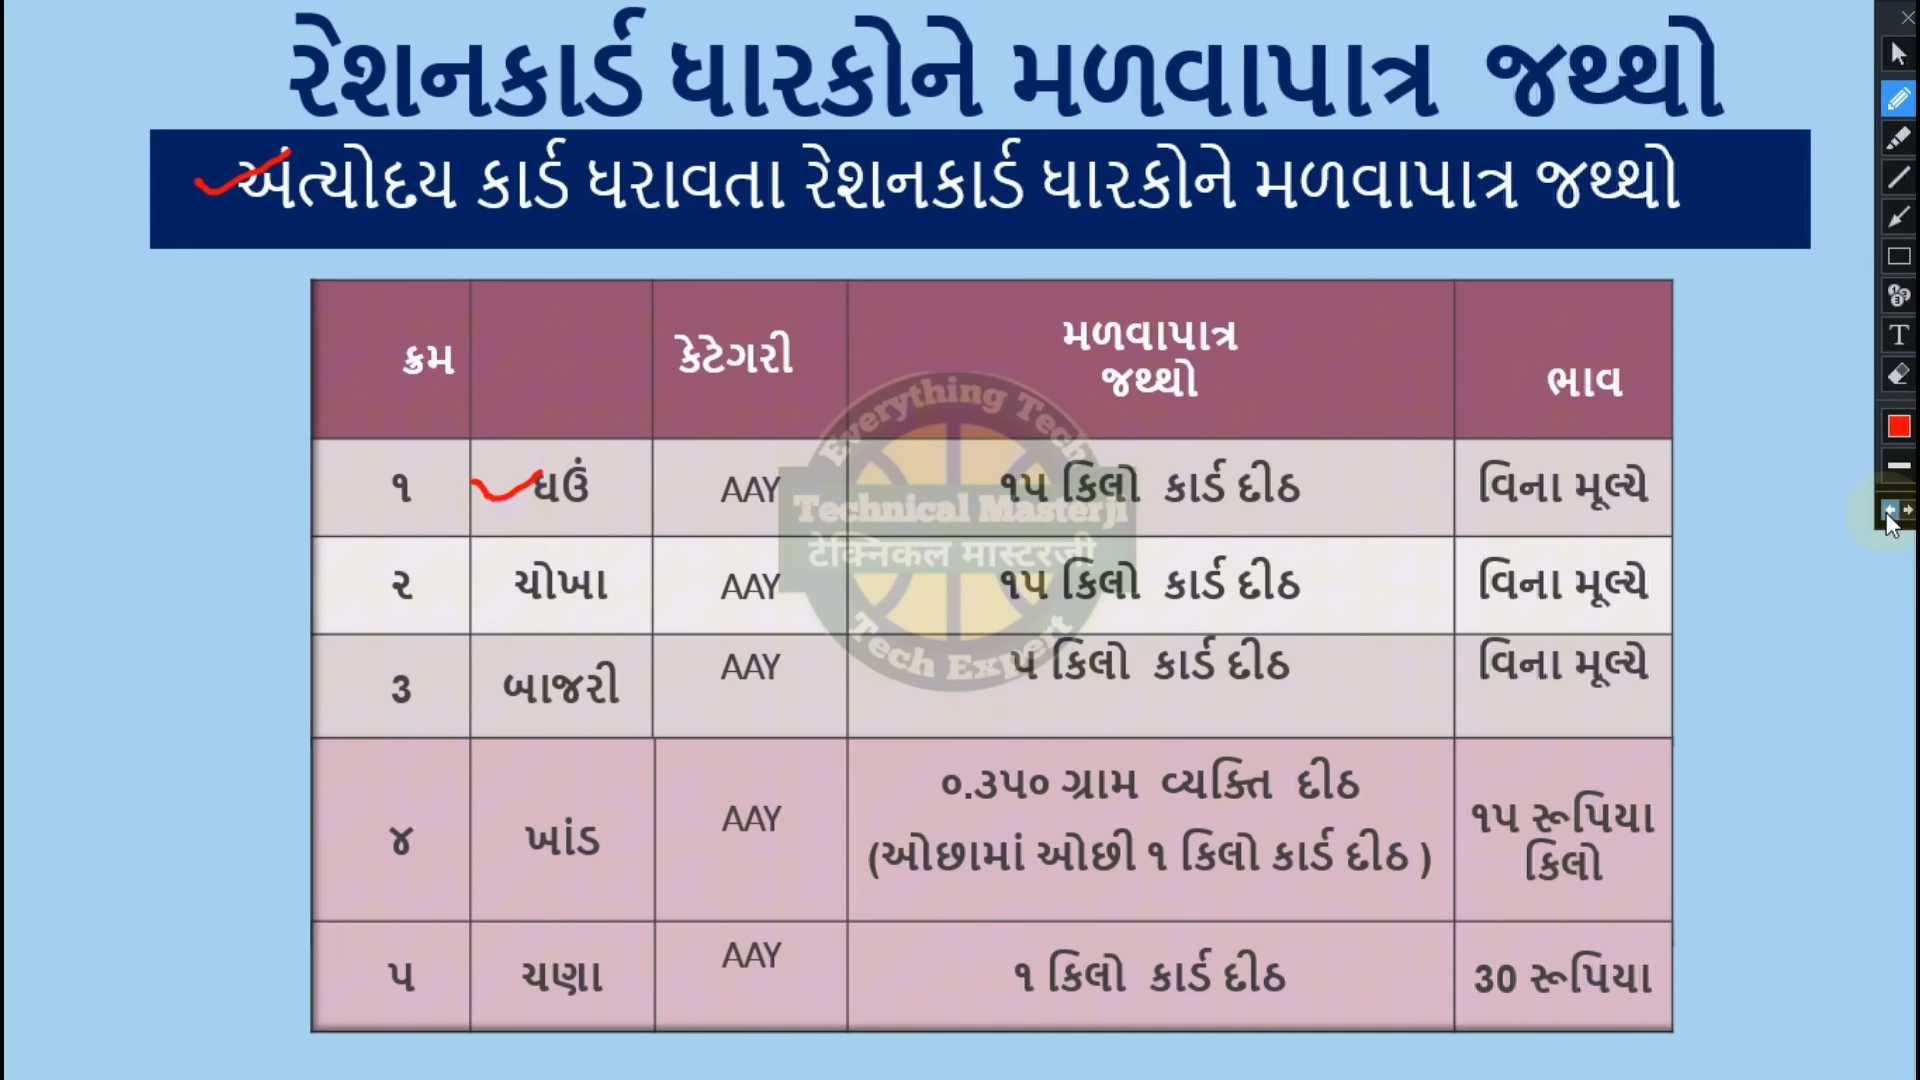 રેશનકાર્ડ ધારકોને મળવાપાત્ર જથ્થો
અંત્યોદય કાર્ડ ધરાવતા રેશનકાર્ડ ધારકોને મળવાપાત્ર જથ્થો
ક્રમ કેટેગરી મળવાપાત્ર જથ્થો ભાવ
૧ ઘઉં AAY ૧૫ કિલો કાર્ડ દીઠ વિના મૂલ્યે
૨ ચોખા AAY ૧૫ કિલો કાર્ડ દીઠ વિના મૂલ્યે
૩ બાજરી AAY ૫ કિલો કાર્ડ દીઠ વિના મૂલ્યે
૪ ખાંડ AAY ૦.૩૫૦ ગ્રામ વ્યક્તિ દીઠ
(ઓછામાં ઓછી ૧ કિલો કાર્ડ દીઠ ) ૧૫ રૂપિયા કિલો
૫ ચણા AAY ૧ કિલો કાર્ડ દીઠ 30 રૂપિયા
Everything Tech
Technical Masterji
टेक्निकल मास्टरजी
Tech Expert
T